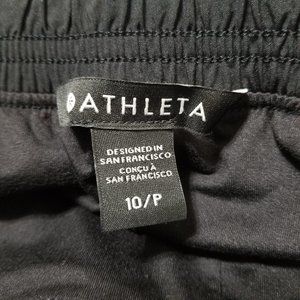 ATHLETA
DESIGNED IN
SAN FRANCISCO
CONÇU À
SAN FRANCISCO
10/P